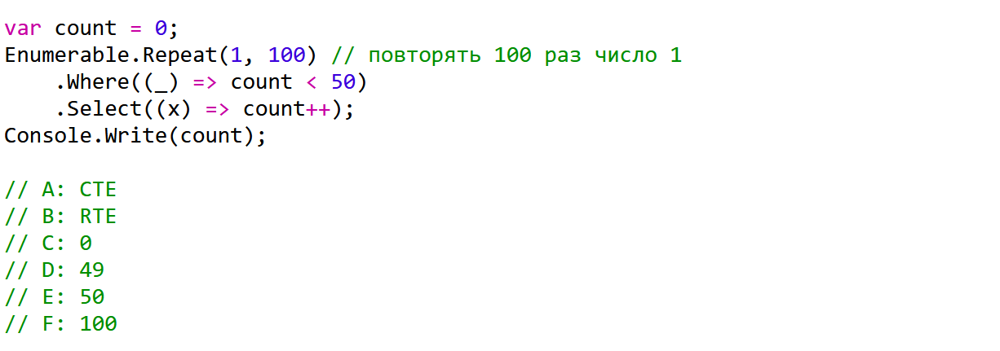 var count = 0;
Enumerable.Repeat(1, 100) // повторять 100 раз число 1
    .Where((_) => count < 50)
    .Select((x) => count++);
Console.Write(count);

// A: CTE
// B: RTE
// C: 0
// D: 49
// E: 50
// F: 100